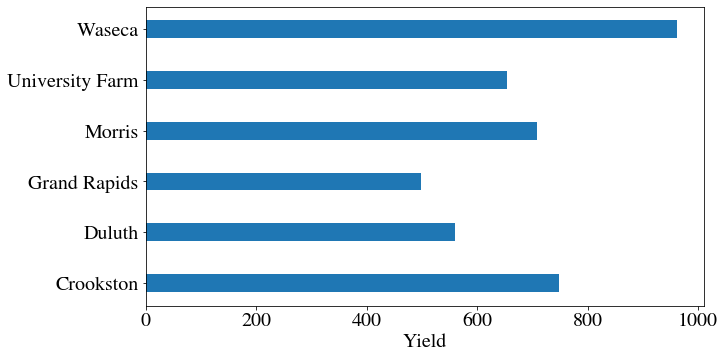 Waseca
University Farm
Morris
Grand Rapids
Duluth
Crookston
0 200 400 600 800 1000
Yield